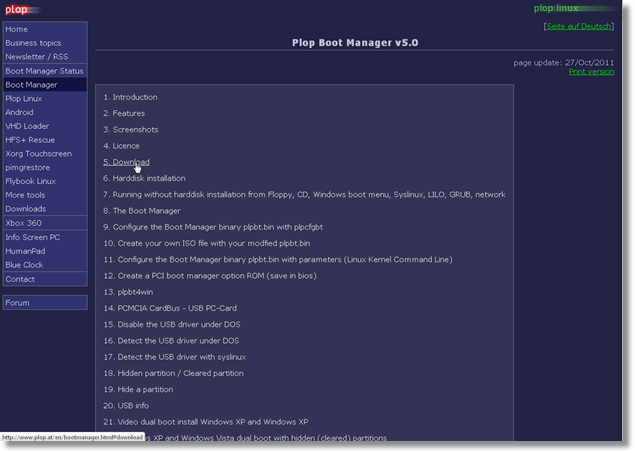 plop
plop linux
[Seite auf Deutsch]
Home
Business topics
Newsletter / RSS
Boot Manager Status
Boot Manager
Plop Linux
Android
VHD Loader
HFS+ Rescue
Xorg Touchscreen
pimgrestore
Flybook Linux
More tools
Downloads
Xbox 360
Info Screen PC
HumanPad
Blue Clock
Contact
Forum
Plop Boot Manager v5.0
page update: 27/Oct/2011
Print version
1. Introduction
2. Features
3. Screenshots
4. Licence
5. Download
6. Harddisk installation
7. Running without harddisk installation from Floppy, CD, Windows boot menu, Syslinux, LILO, GRUB, network
8. The Boot Manager
9. Configure the Boot Manager binary plpbt.bin with plpcfgbt
10. Create your own ISO file with your modfied plpbt.bin
11. Configure the Boot Manager binary plpbt.bin with parameters (Linux Kernel Command Line)
12. Create a PCI boot manager option ROM (save in bios)
13. plpbt4win
14. PCMCIA CardBus - USB PC-Card
15. Disable the USB driver under DOS
16. Detect the USB driver under DOS
17. Detect the USB driver with syslinux
18. Hidden partition / Cleared partition
19. Hide a partition
20. USB info
21. Video dual boot install Windows XP and Windows XP
XP and Windows Vista dual boot with hidden (cleared) partitions
http://www.plop.at/en/bootmanager.html#download